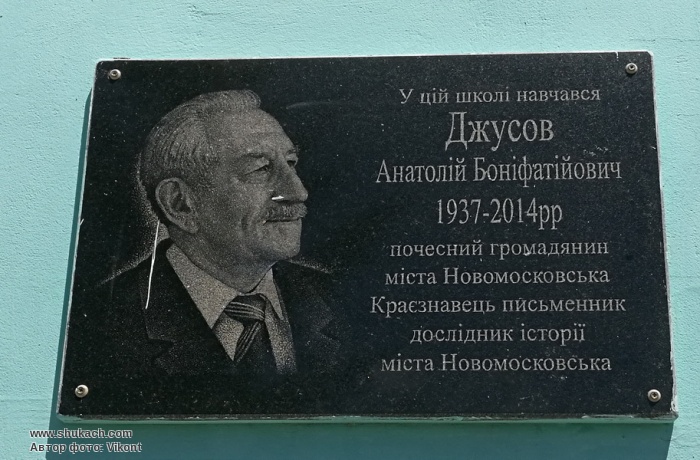 У цій школі навчався
Джусов
Анатолій Боніфатійович
1937-2014рр
почесний громадянин
міста Новомосковська
Краєзнавець письменник
дослідник історії
міста Новомосковська
www.shukach.com
Автор фото: Vikont